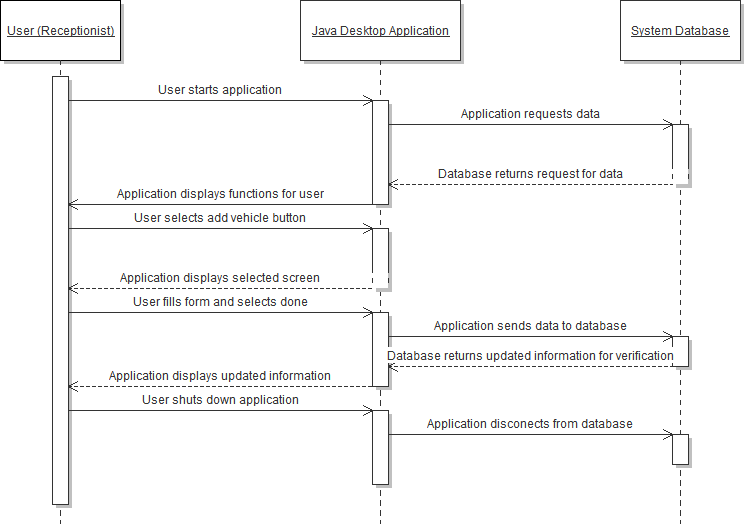 User (Receptionist)
Java Desktop Application
System Database
User starts application
Application requests data
Database returns request for data
Application displays functions for user
User selects add vehicle button
Application displays selected screen
User fills form and selects done
Application sends data to database
Database returns updated information for verification
Application displays updated information
User shuts down application
Application disconects from database